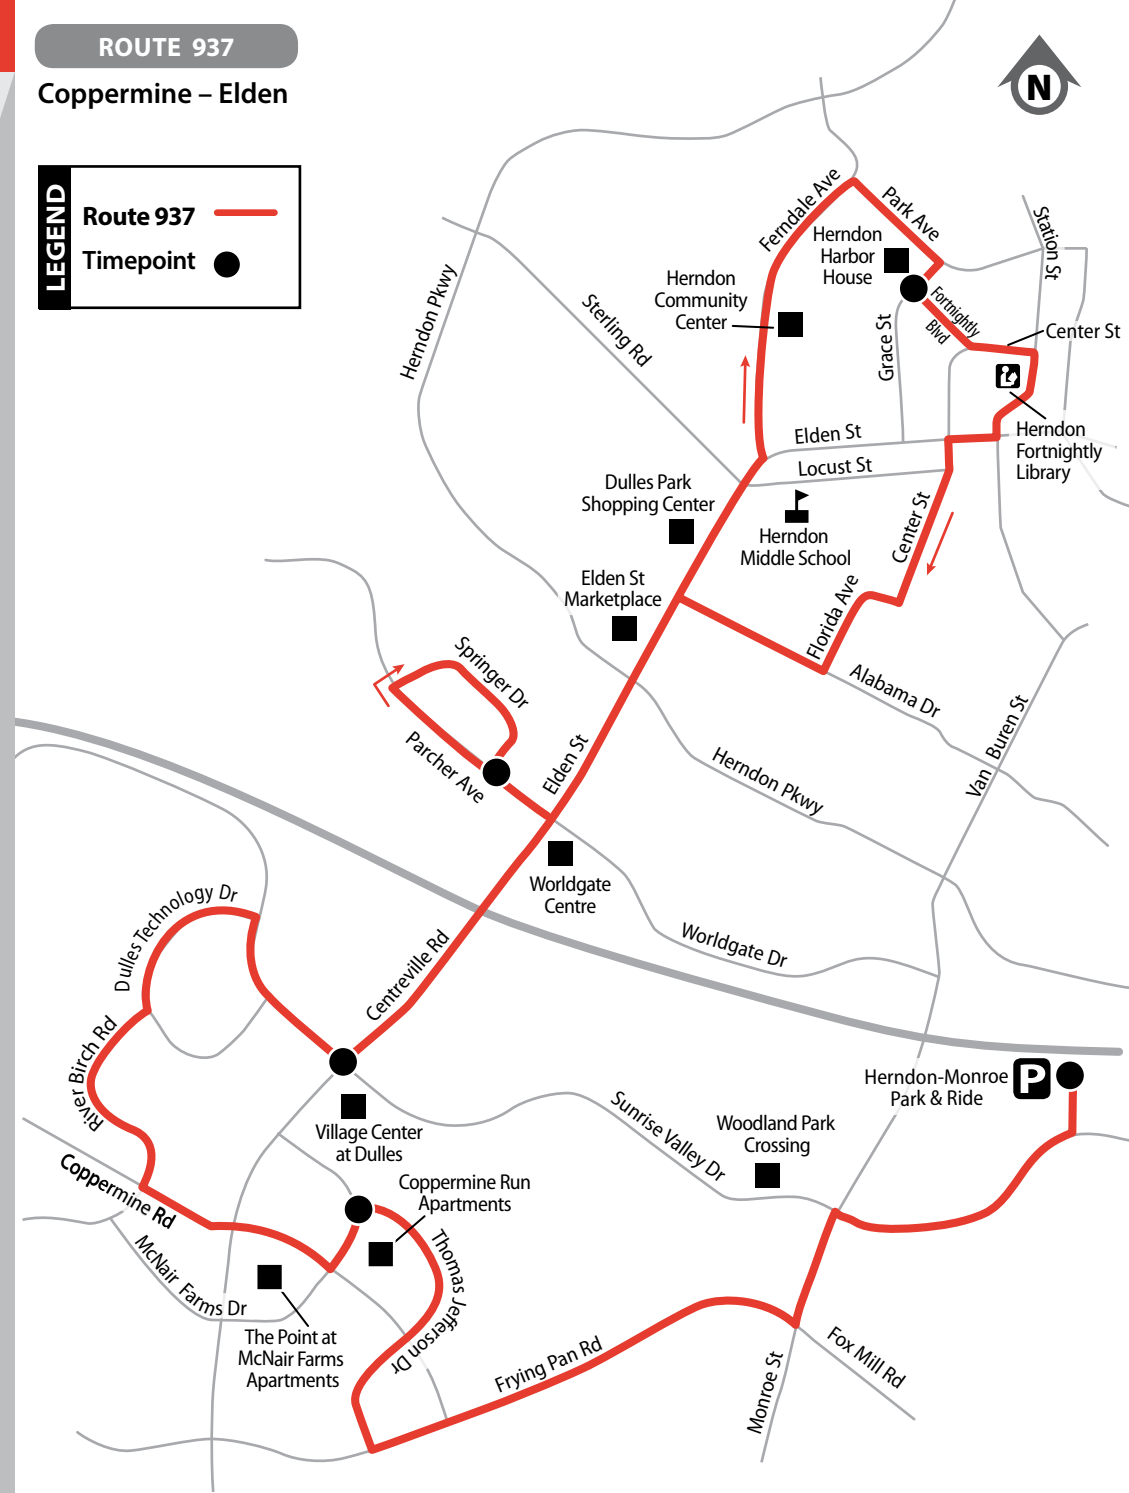 ROUTE 937
Coppermine – Elden
N
LEGEND
Route 937
Timepoint
Ferndale Ave
Park Ave
Station St
Herndon
Harbor
House
Herndon
Community
Center
Fortnightly
Blvd
Center St
Grace St
Herndon Pkwy
Sterling Rd
Herndon
Fortnightly
Library
Elden St
Locust St
Dulles Park
Shopping Center
Herndon
Middle School
Center St
Elden St
Marketplace
Florida Ave
Springer Dr
Alabama Dr
Van Buren St
Parcher Ave
Elden St
Herndon Pkwy
Worldgate
Centre
Dulles Technology Dr
Worldgate Dr
Centreville Rd
River Birch Rd
Herndon-Monroe
Park & Ride
P
Sunrise Valley Dr
Woodland Park
Crossing
Village Center
at Dulles
Coppermine Rd
Coppermine Run
Apartments
McNair Farms Dr
Thomas Jefferson Dr
The Point at
McNair Farms
Apartments
Frying Pan Rd
Fox Mill Rd
Monroe St